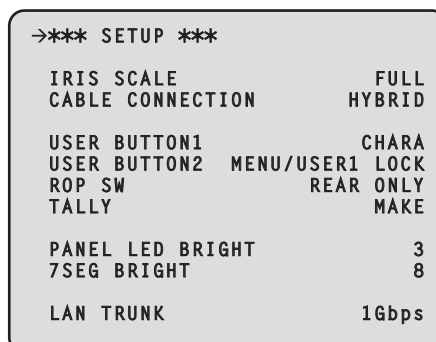 →*** SETUP ***
IRIS SCALE FULL
CABLE CONNECTION HYBRID
USER BUTTON1 CHARA
USER BUTTON2 MENU/USER1 LOCK
ROP SW REAR ONLY
TALLY MAKE
PANEL LED BRIGHT 3
7SEG BRIGHT 8
LAN TRUNK 1Gbps